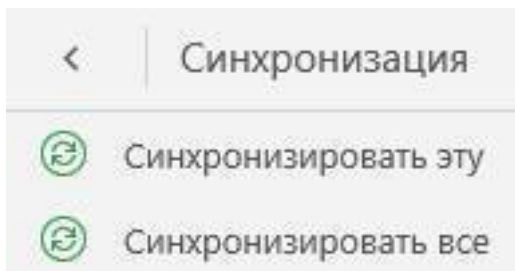 Синхронизация
Синхронизировать эту
Синхронизировать все